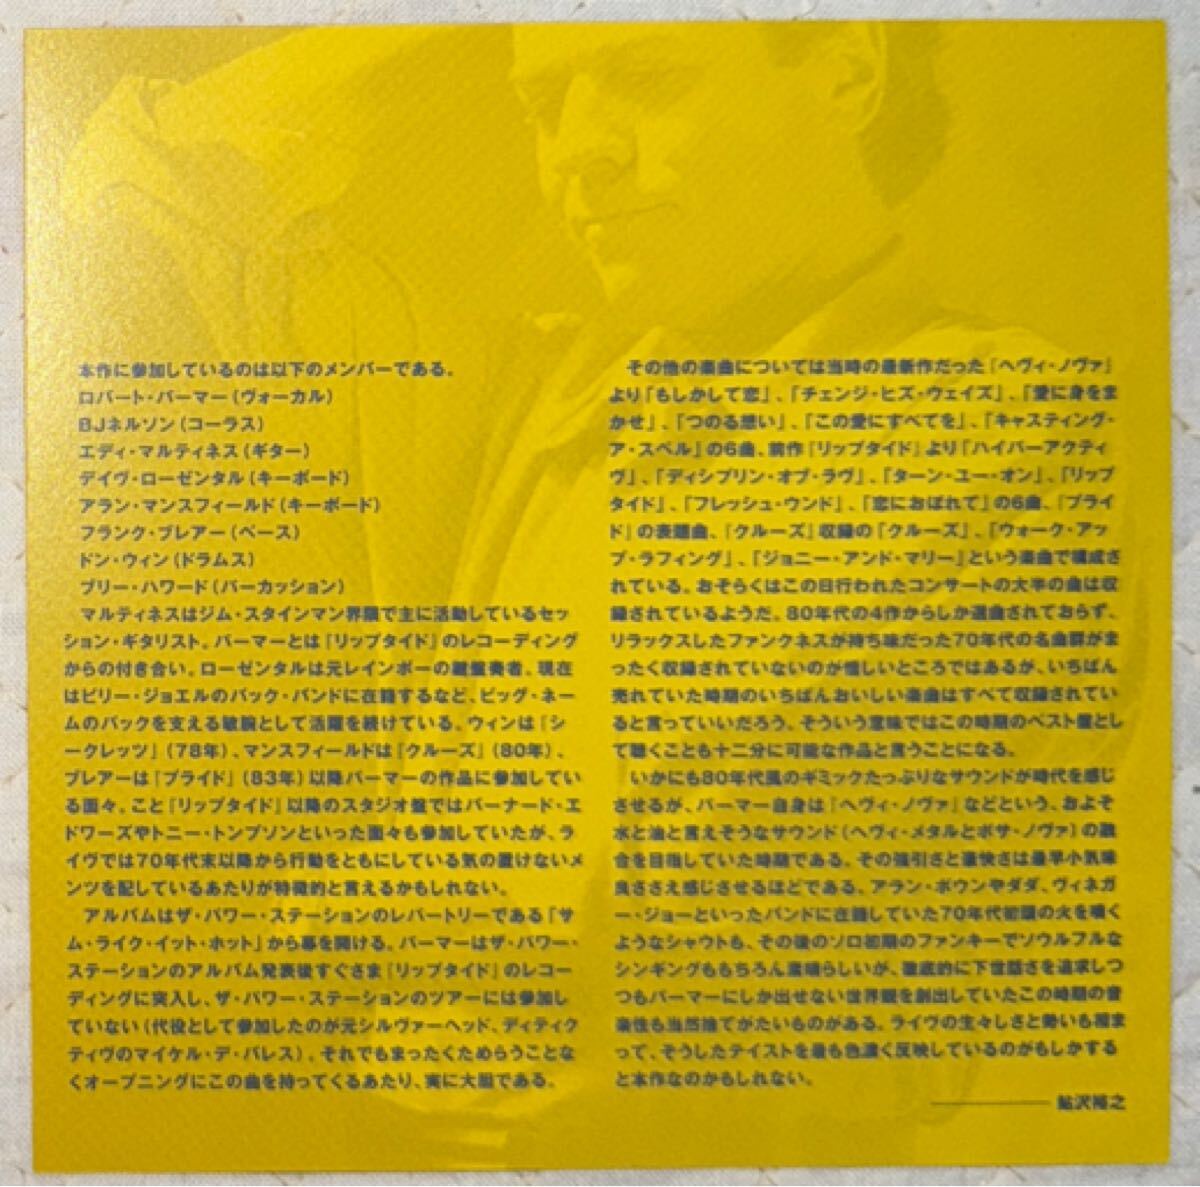 本作に参加しているのは以下のメンバーである。
ロバート・パーマー(ヴォーカル)
BJネルソン(コーラス)
エディ・マルティネス(ギター)
デイヴ・ローゼンタル(キーボード)
アラン・マンスフィールド(キーボード)
フランク・ブレアー(ベース)
ドン・ウィン(ドラムス)
ブリー・ハワード(パーカッション)
マルティネスはジム・スタインマン界隈で主に活動しているセッ
ション・ギタリスト。パーマーとは『リップタイド』のレコーディング
からの付き合い。ローゼンタルは元レインボーの鍵盤奏者。現在
はビリー・ジョエルのバック・バンドに在籍するなど、ビッグ・ネー
ムのバックを支える敏腕として活躍を続けている。ウィンは『シ
ークレッツ』(78年)、マンスフィールドは『クルーズ』(80年)、
ブレアーは『プライド』(83年)以降パーマーの作品に参加してい
る面々。こと『リップタイド』以降のスタジオ盤ではバーナード・エ
ドワーズやトニー・トンプソンといった面々も参加していたが、ラ
イヴでは70年代末以降から行動をともにしている気の置けないメ
ンツを配しているあたりが特徴的と言えるかもしれない。
アルバムはザ・パワー・ステーションのレパートリーである「サ
ム・ライク・イット・ホット」から幕を開ける。パーマーはザ・パワー・
ステーションのアルバム発表後すぐさま『リップタイド』のレコー
ディングに突入し、ザ・パワー・ステーションのツアーには参加し
ていない(代役として参加したのが元シルヴァーヘッド、ディテイク
ティヴのマイケル・デ・バレス)。それでもまったくためらうことな
くオープニングにこの曲を持ってくるあたり、実に大胆である。
その他の楽曲については当時の最新作だった『ヘヴィ・ノヴァ』
より「もしかして恋」、「チェンジ・ヒズ・ウェイズ」、「愛に身をま
かせ」、「つのる想い」、「この愛にすべてを」、「キャスティング・
ア・スペル」の6曲、前作『リップタイド』より「ハイパーアクティ
ヴ」、「ディシプリン・オブ・ラヴ」、「ターン・ユー・オン」、「リップ
タイド」、「フレッシュ・ウンド」、「恋におぼれて」の6曲、『プライ
ド』の表題曲、『クルーズ』収録の「クルーズ」、「ウォーク・アッ
プ・ラフィング」、「ジョニー・アンド・マリー」という楽曲で構成さ
れている。おそらくはこの日行われたコンサートの大半の曲は収
録されているようだ。80年代の4作からしか選曲されておらず、
リラックスしたファンクネスが持ち味だった70年代の名曲群がま
ったく収録されていないのが惜しいところではあるが、いちばん
売れていた時期のいちばんおいしい楽曲はすべて収録されてい
ると言っていいだろう。そういう意味ではこの時期のベスト盤とし
て聴くことも十二分に可能な作品と言うことになる。
いかにも80年代風のギミックたっぷりなサウンドが時代を感じ
させるが、パーマー自身は『ヘヴィ・ノヴァ』などという、およそ
水と油と言えそうなサウンド(ヘヴィ・メタルとボサ・ノヴァ)の融
合を目指していた時期である。その強引さと豪快さは最早小気味
良ささえ感じさせるほどである。アラン・ボウンやダダ、ヴィネガ
ー・ジョーといったバンドに在籍していた70年代初頭の火を噴く
ようなシャウトも、その後のソロ初期のファンキーでソウルフルな
シンギングももちろん素晴らしいが、徹底的に下世話さを追求しつ
つもパーマーにしか出せない世界観を創出していたこの時期の音
楽性も当然捨てがたいものがある。ライヴの生々しさと勢いも相ま
って、そうしたテイストを最も色濃く反映しているのがもしかする
と本作なのかもしれない。
――――鮎沢裕之